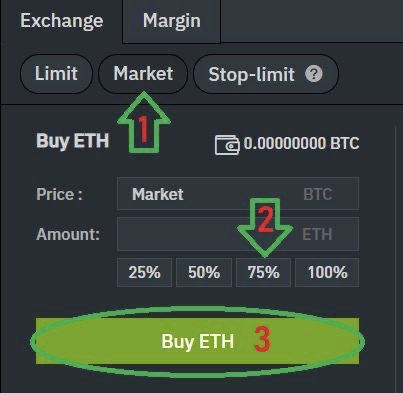 Exchange Margin
Limit Market Stop-limit ?
1
Buy ETH 0.00000000 BTC
Price : Market BTC
2
Amount: ETH
25% 50% 75% 100%
Buy ETH 3